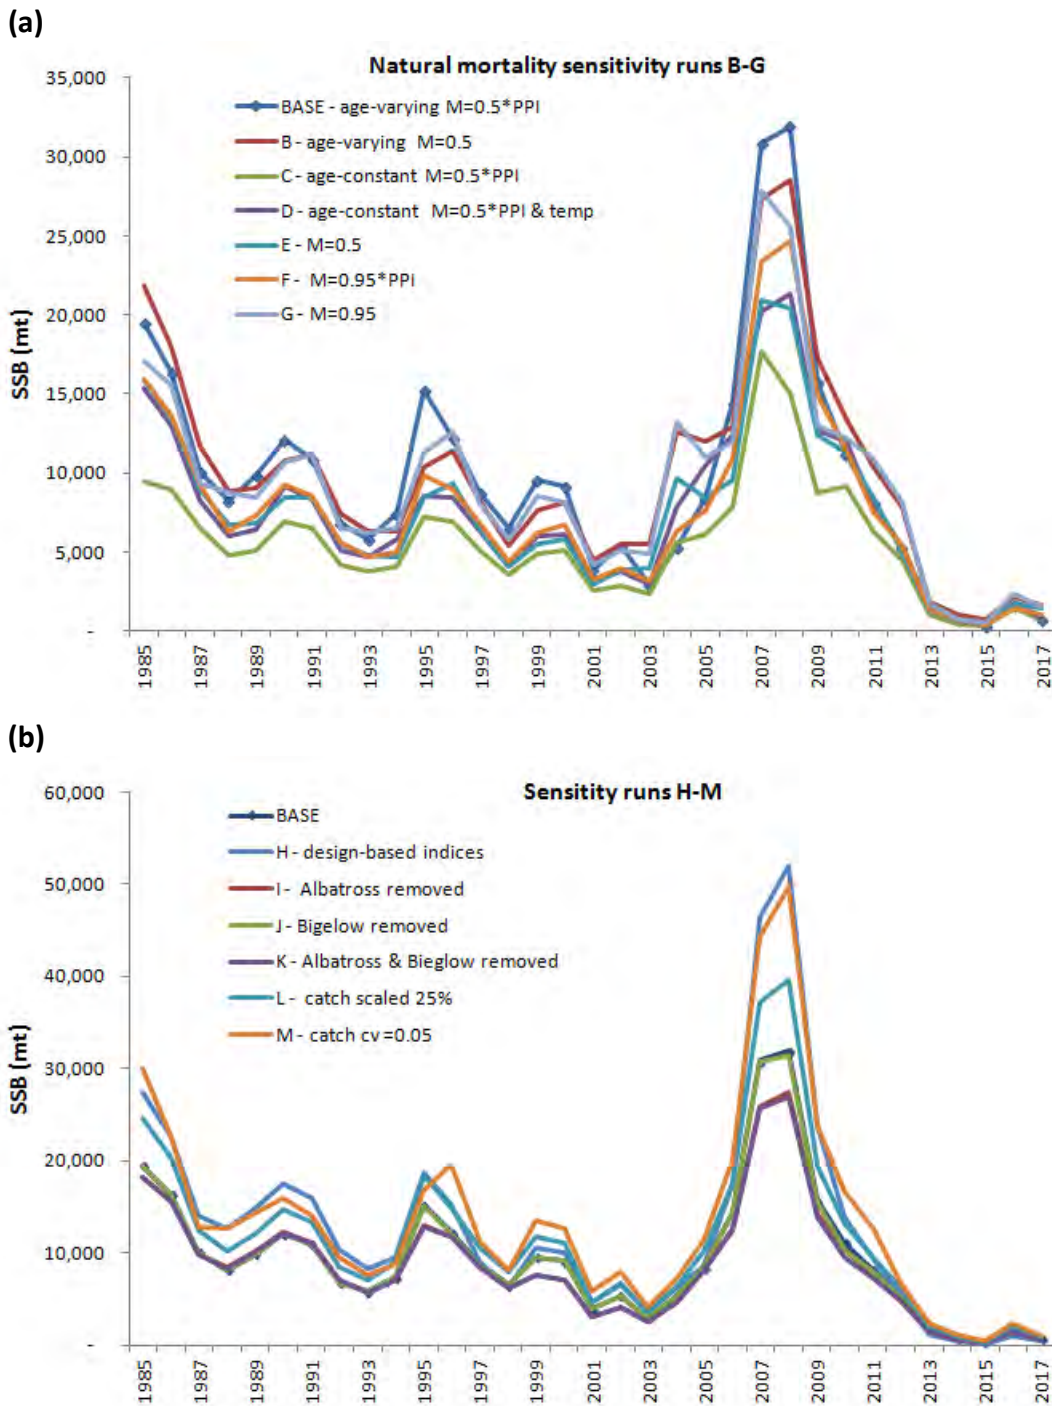 (a)
Natural mortality sensitivity runs B-G
35,000
30,000
25,000
20,000
15,000
10,000
5,000
-
SSB (mt)
BASE - age-varying M=0.5*PPI
B - age-varying M=0.5
C - age-constant M=0.5*PPI
D - age-constant M=0.5*PPI & temp
E - M=0.5
F - M=0.95*PPI
G - M=0.95
1985
1987
1989
1991
1993
1995
1997
1999
2001
2003
2005
2007
2009
2011
2013
2015
2017
(b)
Sensitity runs H-M
60,000
50,000
40,000
30,000
20,000
10,000
-
SSB (mt)
BASE
H - design-based indices
I - Albatross removed
J - Bigelow removed
K - Albatross & Bieglow removed
L - catch scaled 25%
M - catch cv =0.05
1985
1987
1989
1991
1993
1995
1997
1999
2001
2003
2005
2007
2009
2011
2013
2015
2017